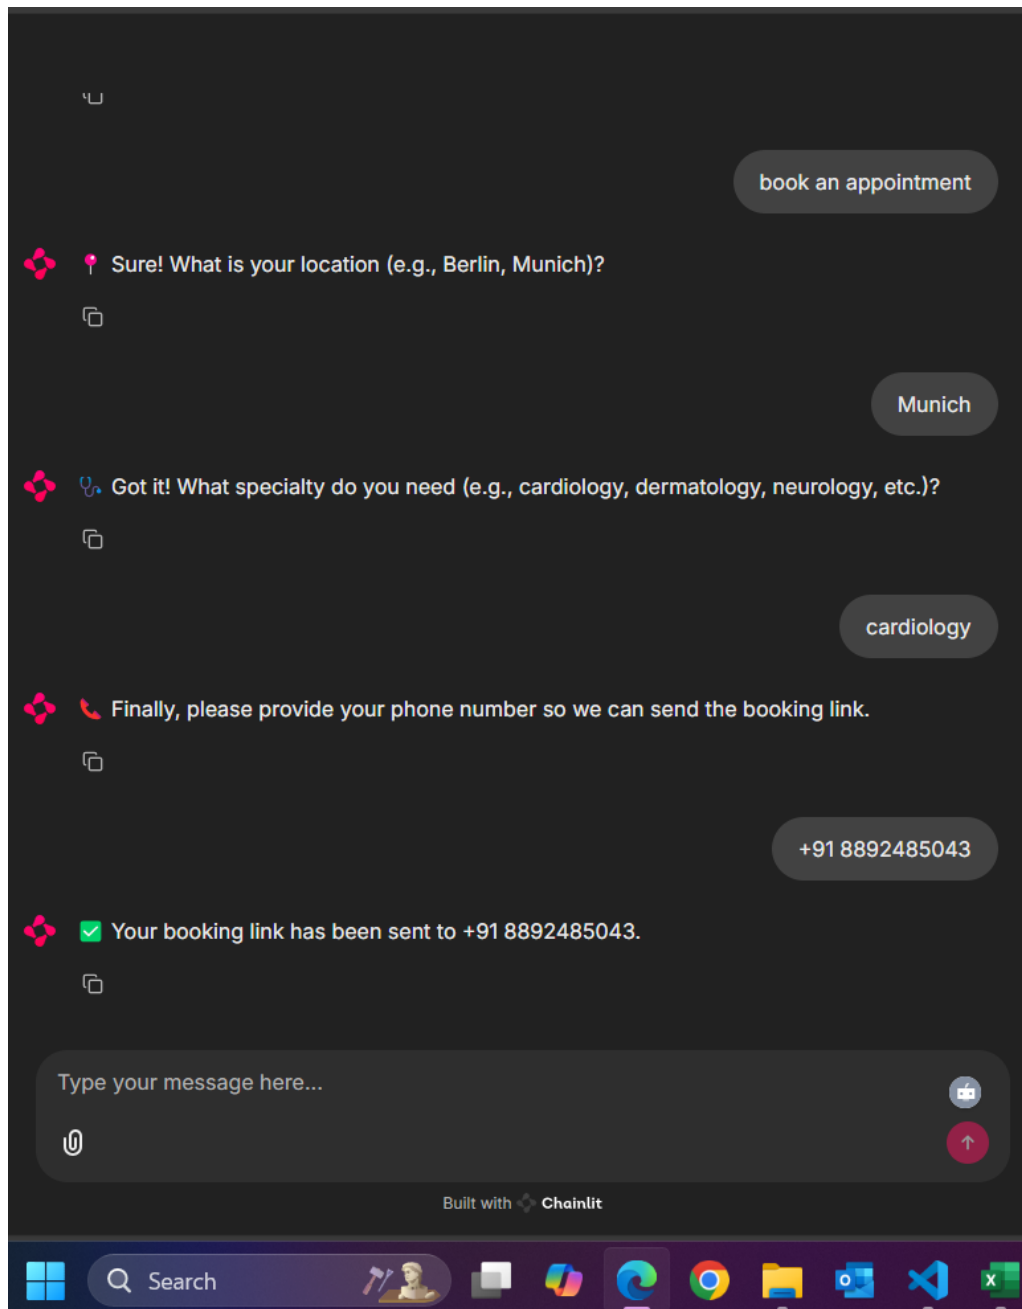 book an appointment
📍 Sure! What is your location (e.g., Berlin, Munich)?
Munich
🩺 Got it! What specialty do you need (e.g., cardiology, dermatology, neurology, etc.)?
cardiology
📞 Finally, please provide your phone number so we can send the booking link.
+91 8892485043
✅ Your booking link has been sent to +91 8892485043.
Type your message here...
Built with Chainlit
Search